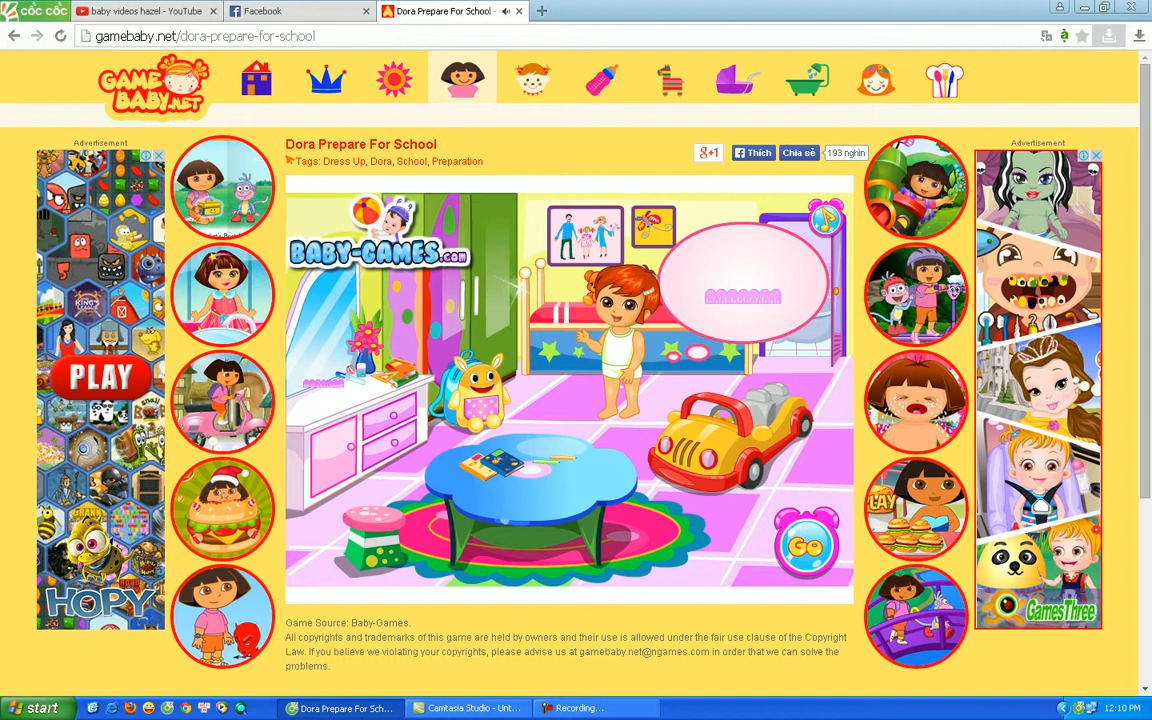 CỐC CỐC
baby videos hazel - YouTube
Facebook
Dora Prepare For School -
gamebaby.net/dora-prepare-for-school
GAME
BABY.NET
Advertisement
Dora Prepare For School
Tags: Dress Up, Dora, School, Preparation
g+1
Thích
Chia sẻ
193 nghìn
Advertisement
BABY-GAMES.com
KING'S
PLAY
PLAY
Go
HOPY
GamesThree
Game Source: Baby-Games.
All copyrights and trademarks of this game are held by owners and their use is allowed under the fair use clause of the Copyright
Law. If you believe we violating your copyrights, please advise us at gamebaby.net@ngames.com in order that we can solve the
problems.
start
Dora Prepare For Sch...
Camtasia Studio - Unt...
Recording...
12:10 PM